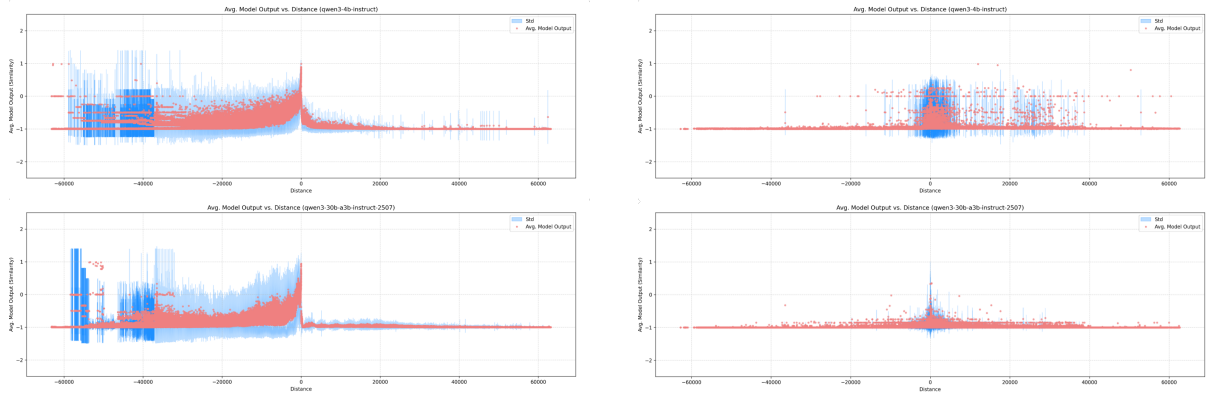 Avg. Model Output vs. Distance (qwen3-4b-instruct)
Std
Avg. Model Output
2
1
0
−1
−2
Avg. Model Output (Similarity)
−60000 −40000 −20000 0 20000 40000 60000
Distance
Avg. Model Output vs. Distance (qwen3-4b-instruct)
Std
Avg. Model Output
2
1
0
−1
−2
Avg. Model Output (Similarity)
−60000 −40000 −20000 0 20000 40000 60000
Distance
Avg. Model Output vs. Distance (qwen3-30b-a3b-instruct-2507)
Std
Avg. Model Output
2
1
0
−1
−2
Avg. Model Output (Similarity)
−60000 −40000 −20000 0 20000 40000 60000
Distance
Avg. Model Output vs. Distance (qwen3-30b-a3b-instruct-2507)
Std
Avg. Model Output
2
1
0
−1
−2
Avg. Model Output (Similarity)
−60000 −40000 −20000 0 20000 40000 60000
Distance